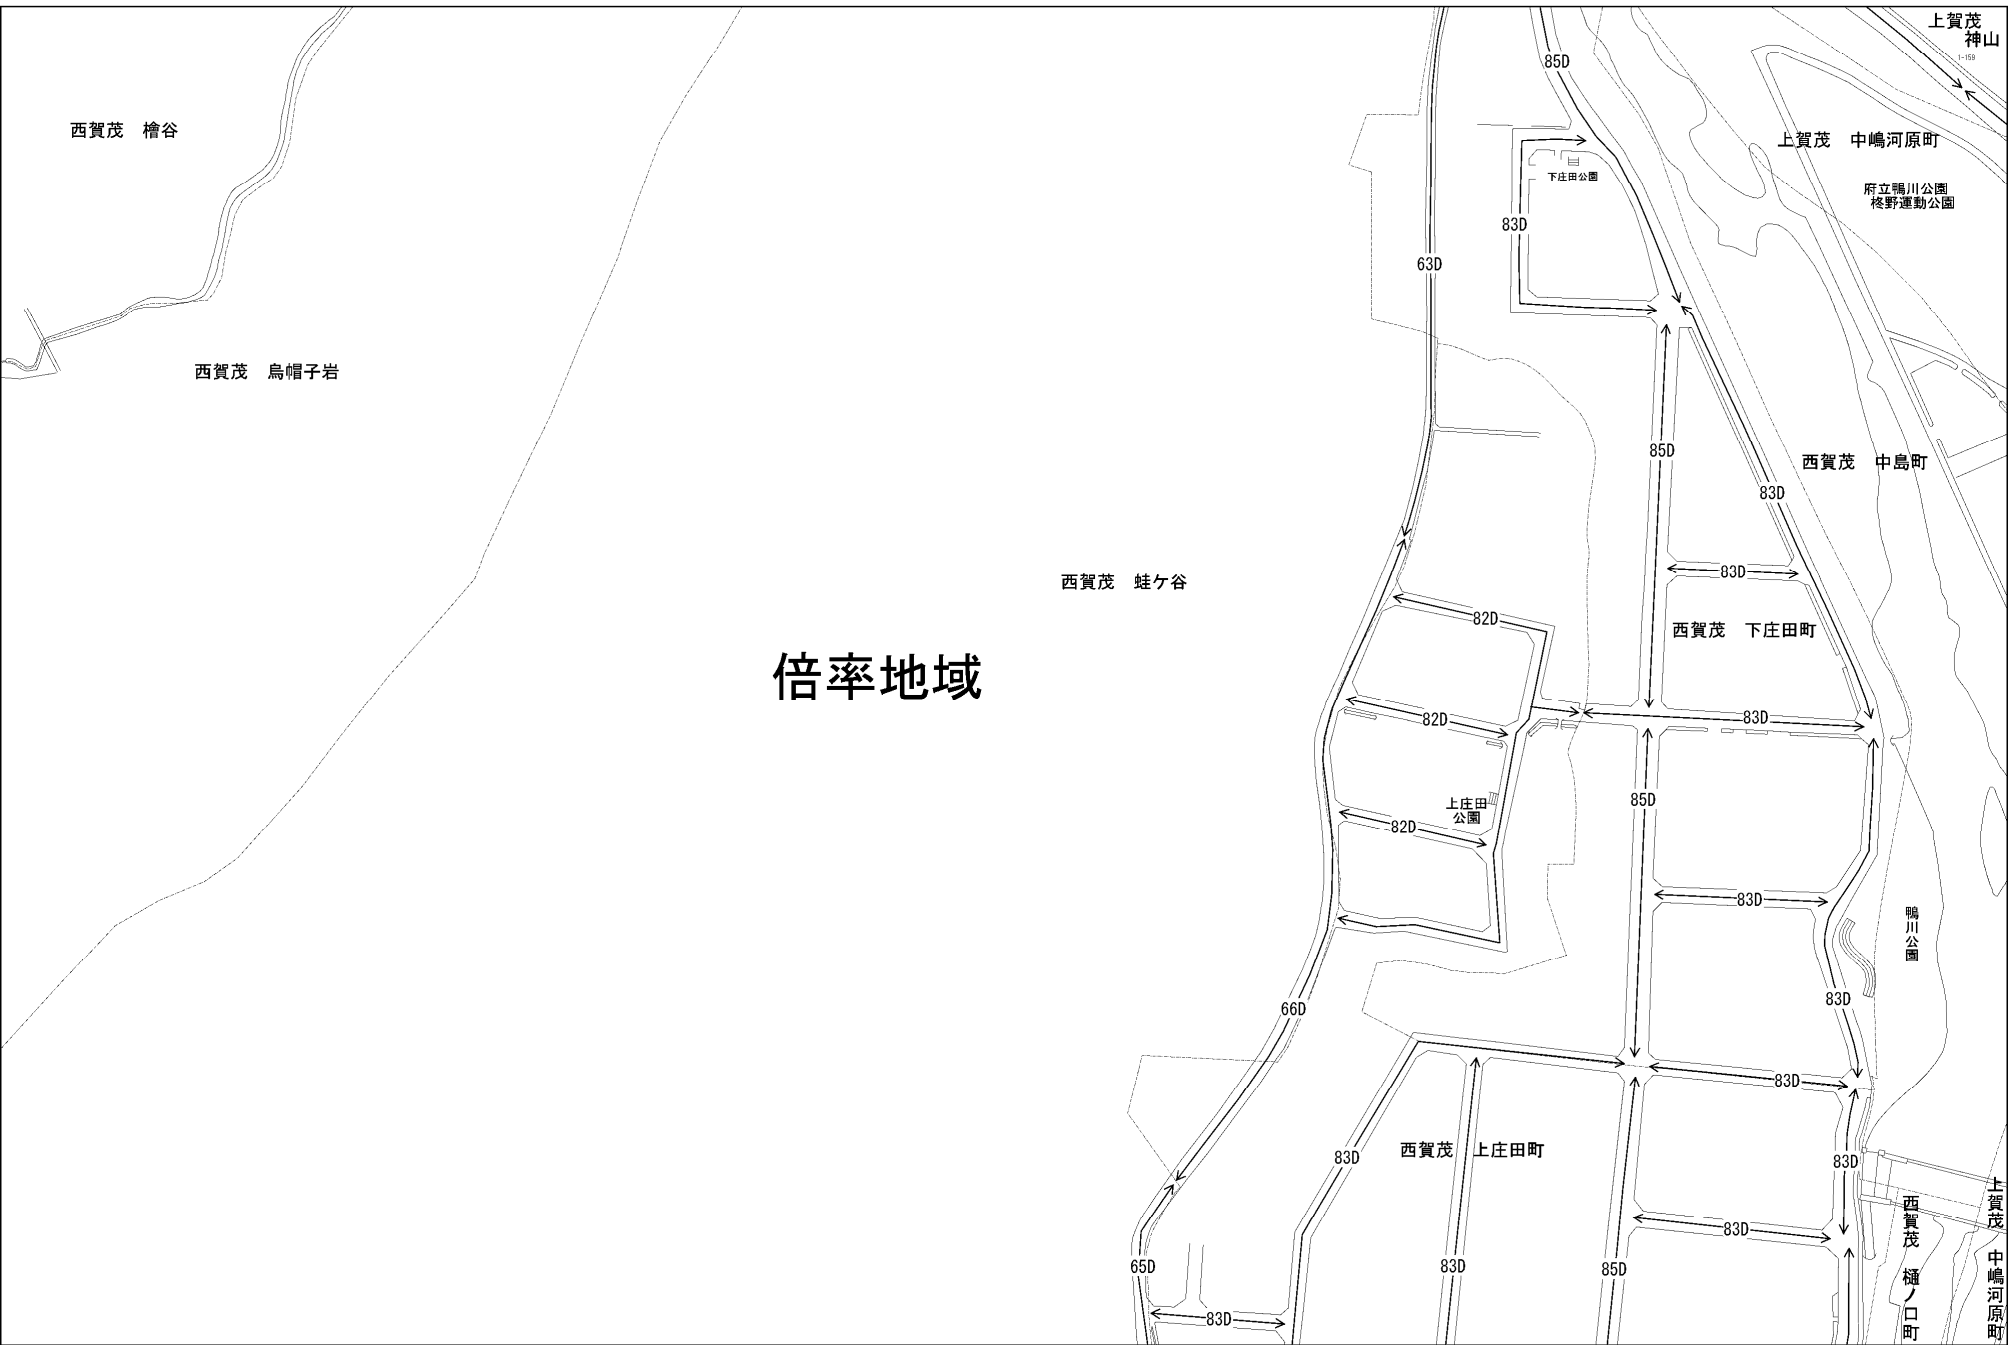 上賀茂
神山
1-159
85D
西賀茂 檜谷
上賀茂 中嶋河原町
下庄田公園
府立鴨川公園
柊野運動公園
83D
63D
西賀茂 烏帽子岩
85D
西賀茂 中島町
83D
83D
西賀茂 蛙ケ谷
82D
西賀茂 下庄田町
倍率地域
82D
83D
85D
上庄田
公園
82D
83D
鴨川公園
83D
66D
83D
西賀茂 上庄田町
83D
83D
西賀茂 樋ノ口町
上賀茂 中嶋河原町
83D
65D
83D
85D
83D